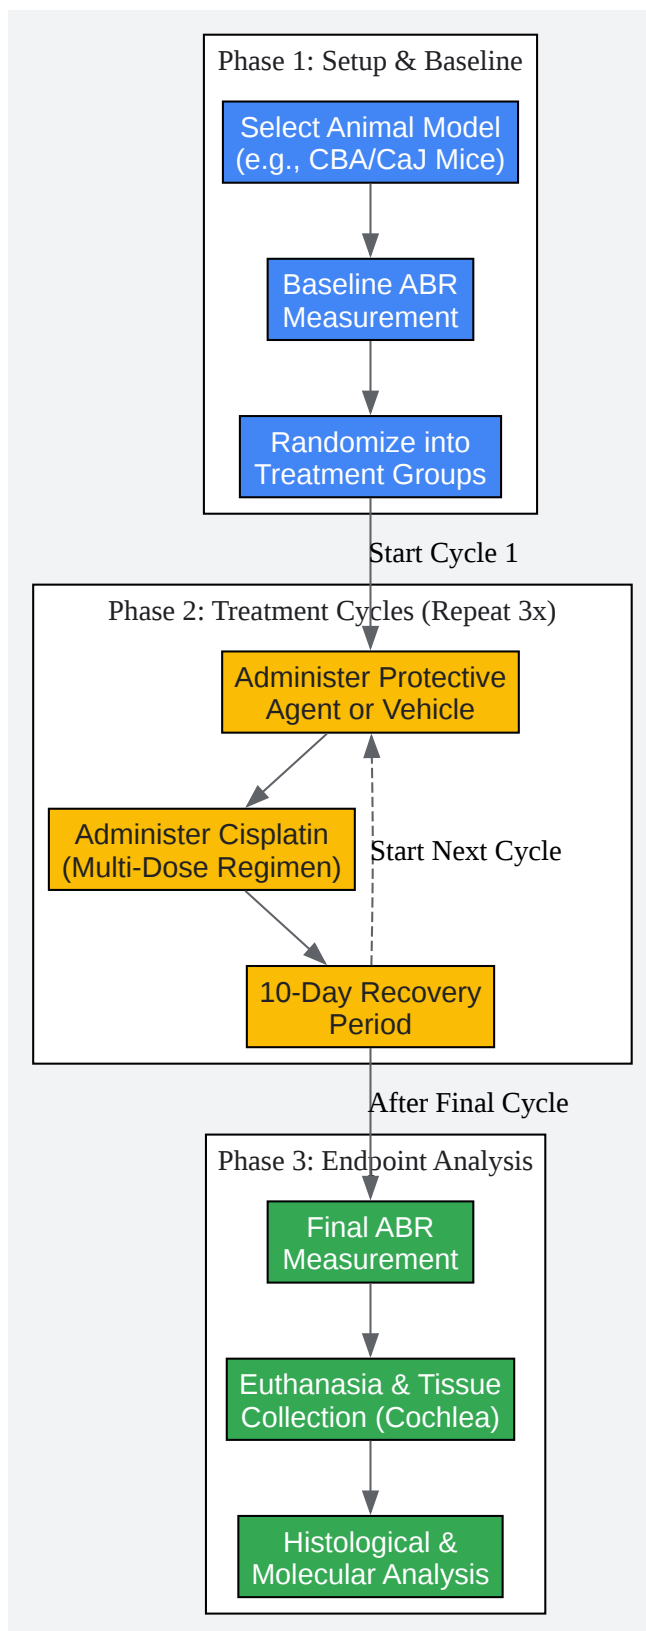 Phase 1: Setup & Baseline
Select Animal Model
(e.g., CBA/CaJ Mice)
Baseline ABR
Measurement
Randomize into
Treatment Groups
Start Cycle 1
Phase 2: Treatment Cycles (Repeat 3x)
Administer Protective
Agent or Vehicle
Administer Cisplatin
(Multi-Dose Regimen)
Start Next Cycle
10-Day Recovery
Period
After Final Cycle
Phase 3: Endpoint Analysis
Final ABR
Measurement
Euthanasia & Tissue
Collection (Cochlea)
Histological &
Molecular Analysis